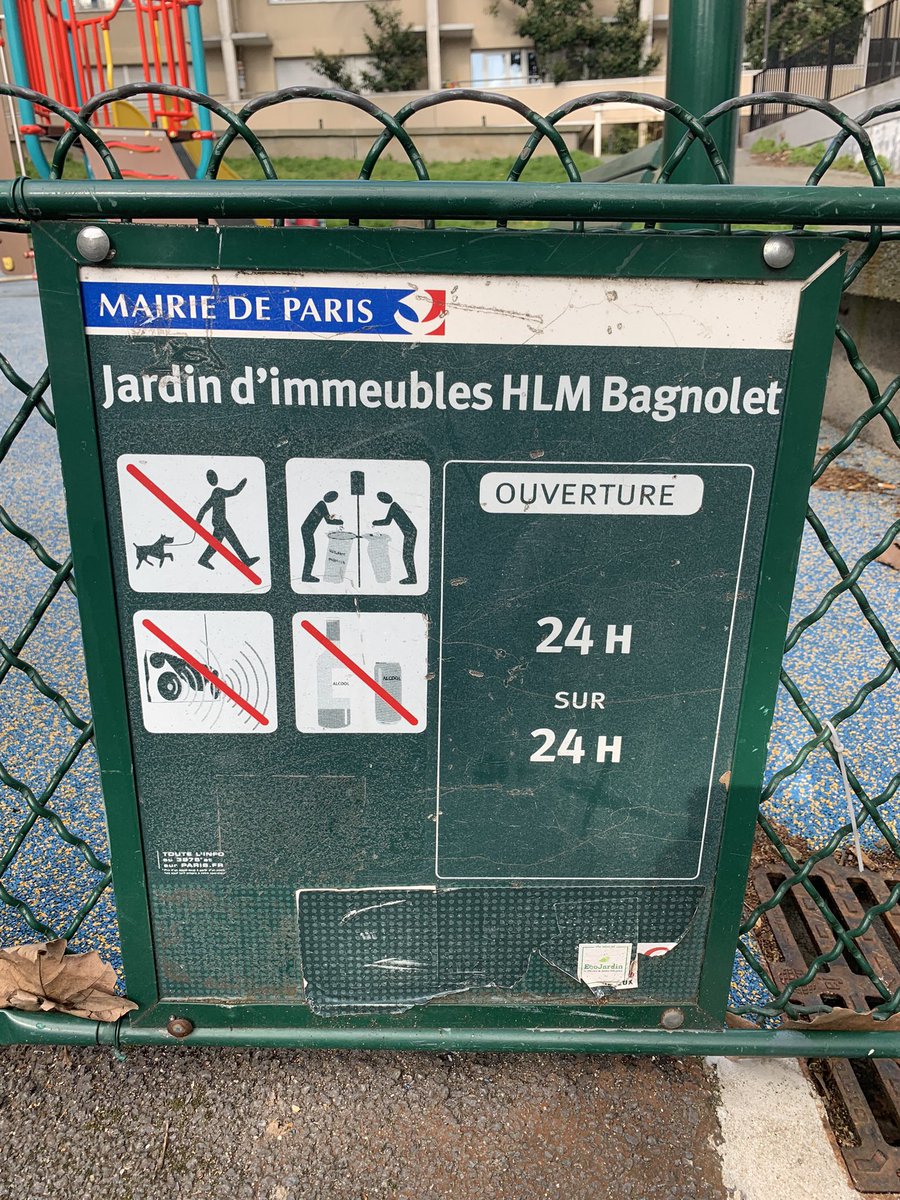 MAIRIE DE PARIS
Jardin d'immeubles HLM Bagnolet
OUVERTURE
24 H
SUR
24 H
ALCOOL
ALCOOL
TOUTE L'INFO
au 3975* et
sur PARIS.FR
EcoJardin